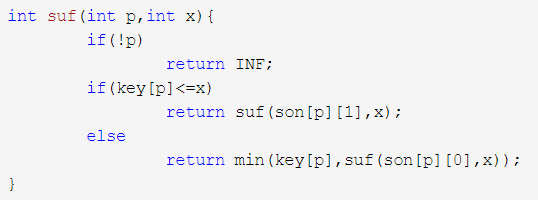 int suf(int p,int x){
        if(!p)
                return INF;
        if(key[p]<=x)
                return suf(son[p][1],x);
        else
                return min(key[p],suf(son[p][0],x));
}